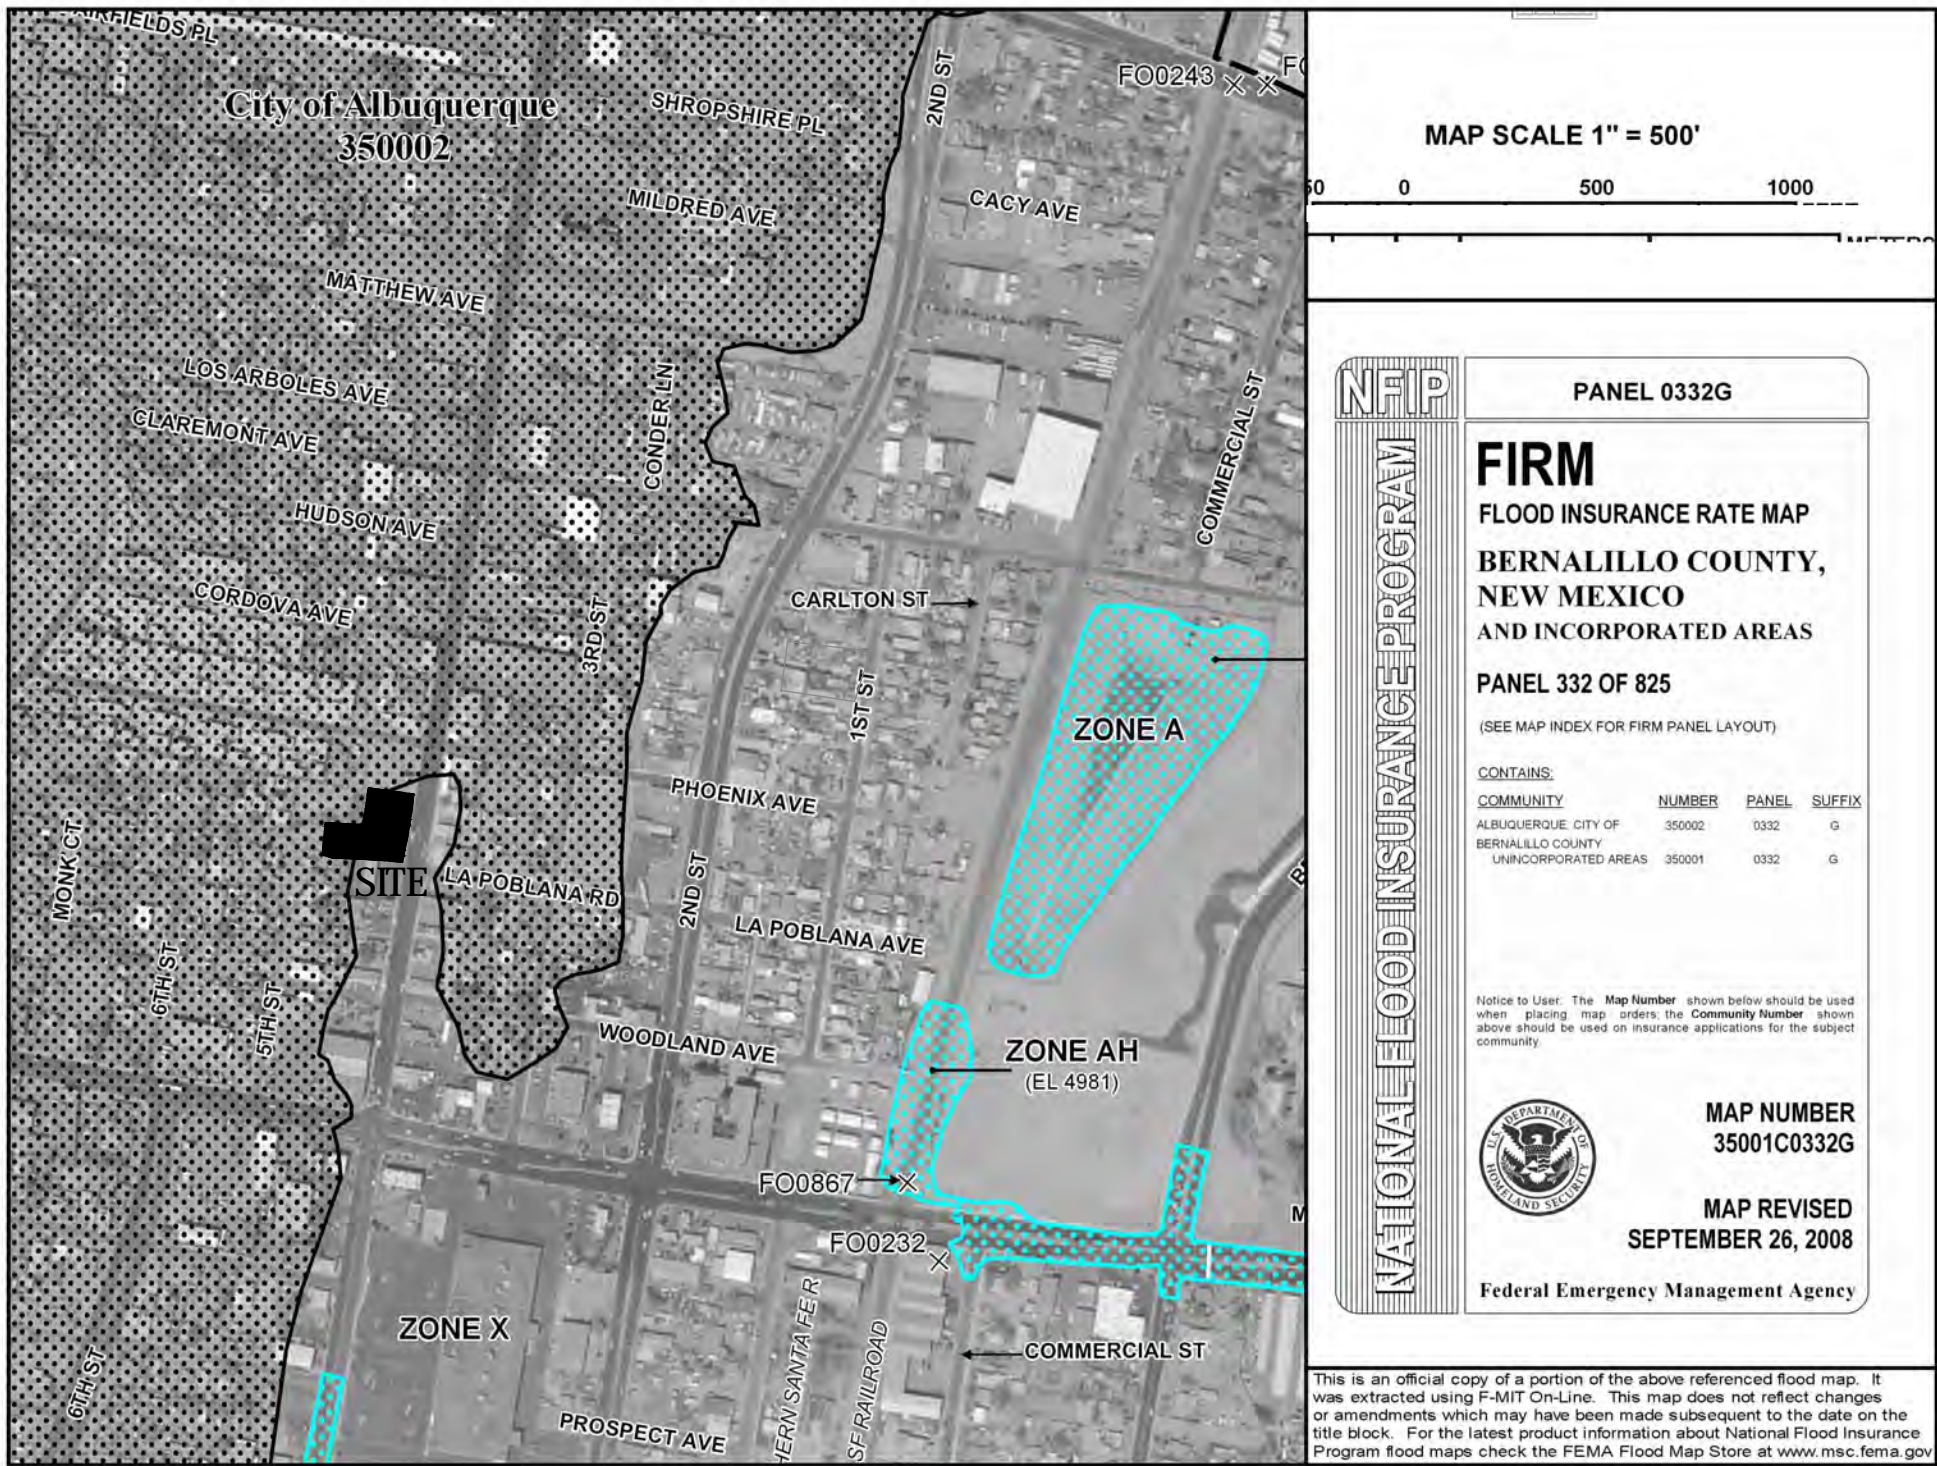 AIRFIELDS PL
City of Albuquerque
350002
SHROPSHIRE PL
MILDRED AVE
MATTHEW AVE
LOS ARBOLES AVE
CLAREMONT AVE
HUDSON AVE
CORDOVA AVE
CONDER LN
3RD ST
2ND ST
CACY AVE
FO0243
COMMERCIAL ST
CARLTON ST
1ST ST
ZONE A
PHOENIX AVE
SITE
LA POBLANA RD
2ND ST
LA POBLANA AVE
MONK CT
6TH ST
5TH ST
WOODLAND AVE
ZONE AH
(EL 4981)
FO0867
FO0232
ZONE X
HERN SANTA FE R
SF RAILROAD
COMMERCIAL ST
6TH ST
PROSPECT AVE
MAP SCALE 1" = 500'
50 0 500 1000
METERS
NFIP
NATIONAL FLOOD INSURANCE PROGRAM
PANEL 0332G
FIRM
FLOOD INSURANCE RATE MAP
BERNALILLO COUNTY,
NEW MEXICO
AND INCORPORATED AREAS
PANEL 332 OF 825
(SEE MAP INDEX FOR FIRM PANEL LAYOUT)
CONTAINS:
COMMUNITY NUMBER PANEL SUFFIX
ALBUQUERQUE, CITY OF 350002 0332 G
BERNALILLO COUNTY
UNINCORPORATED AREAS 350001 0332 G
Notice to User: The Map Number shown below should be used
when placing map orders; the Community Number shown
above should be used on insurance applications for the subject
community.
U.S. DEPARTMENT OF HOMELAND SECURITY
MAP NUMBER
35001C0332G
MAP REVISED
SEPTEMBER 26, 2008
Federal Emergency Management Agency
This is an official copy of a portion of the above referenced flood map. It
was extracted using F-MIT On-Line. This map does not reflect changes
or amendments which may have been made subsequent to the date on the
title block. For the latest product information about National Flood Insurance
Program flood maps check the FEMA Flood Map Store at www.msc.fema.gov